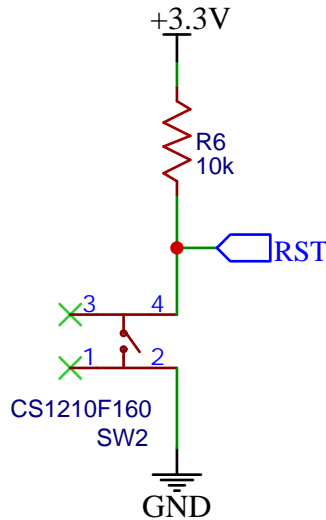 +3.3V
R6
10k
RST
3 4
1 2
CS1210F160
SW2
GND